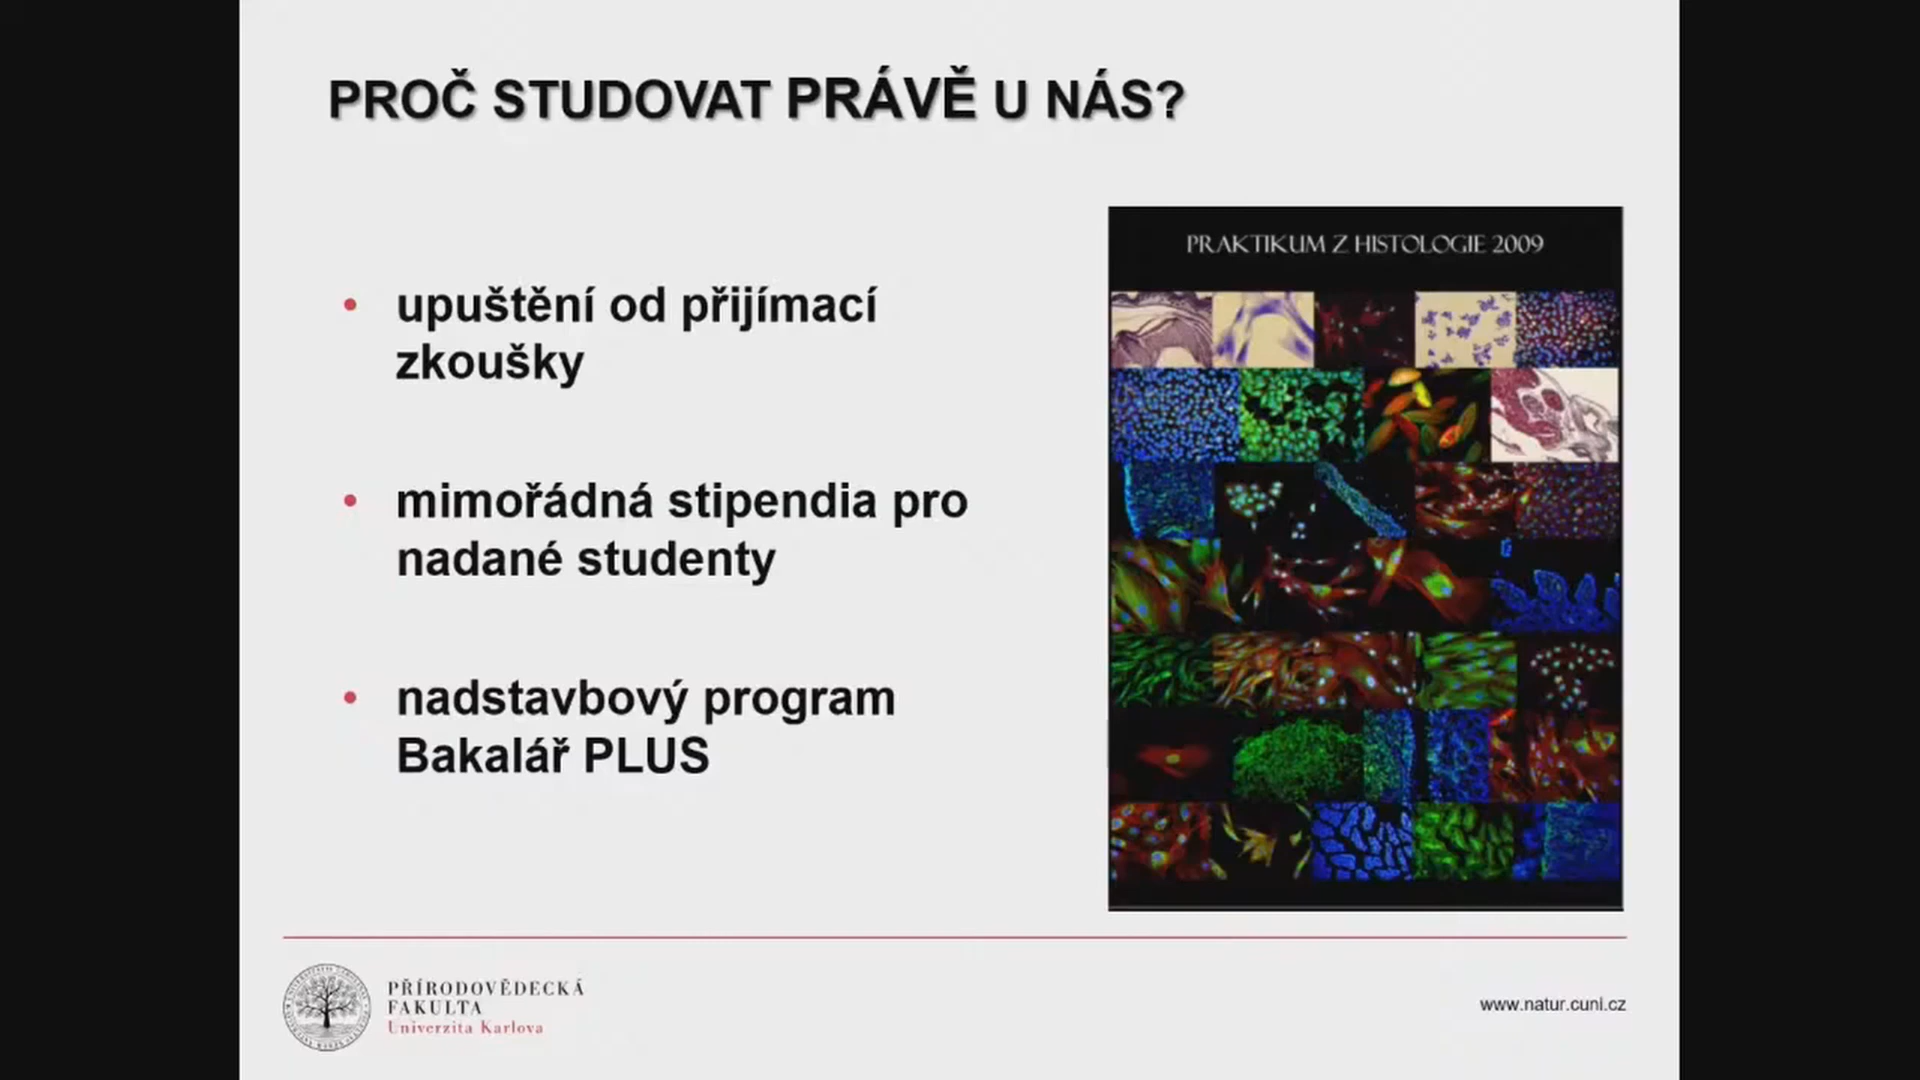 PROČ STUDOVAT PRÁVĚ U NÁS?
• upuštění od přijímací
zkoušky
• mimořádná stipendia pro
nadané studenty
• nadstavbový program
Bakalář PLUS
PRAKTIKUM Z HISTOLOGIE 2009
PŘÍRODOVĚDECKÁ
FAKULTA
Univerzita Karlova
www.natur.cuni.cz